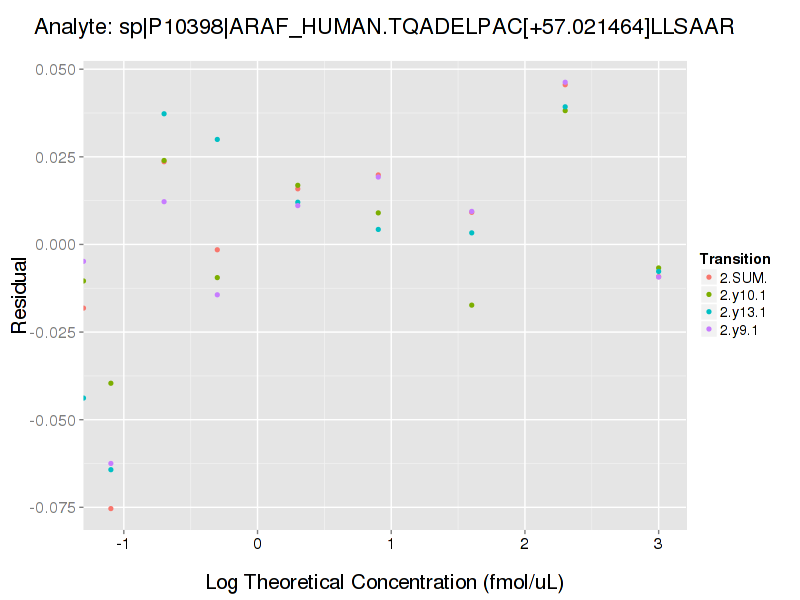 Analyte: sp|P10398|ARAF_HUMAN.TQADELPAC[+57.021464]LLSAAR
0.050
0.025
0.000
-0.025
-0.050
-0.075
Residual
-1 0 1 2 3
Log Theoretical Concentration (fmol/uL)
Transition
2.SUM.
2.y10.1
2.y13.1
2.y9.1